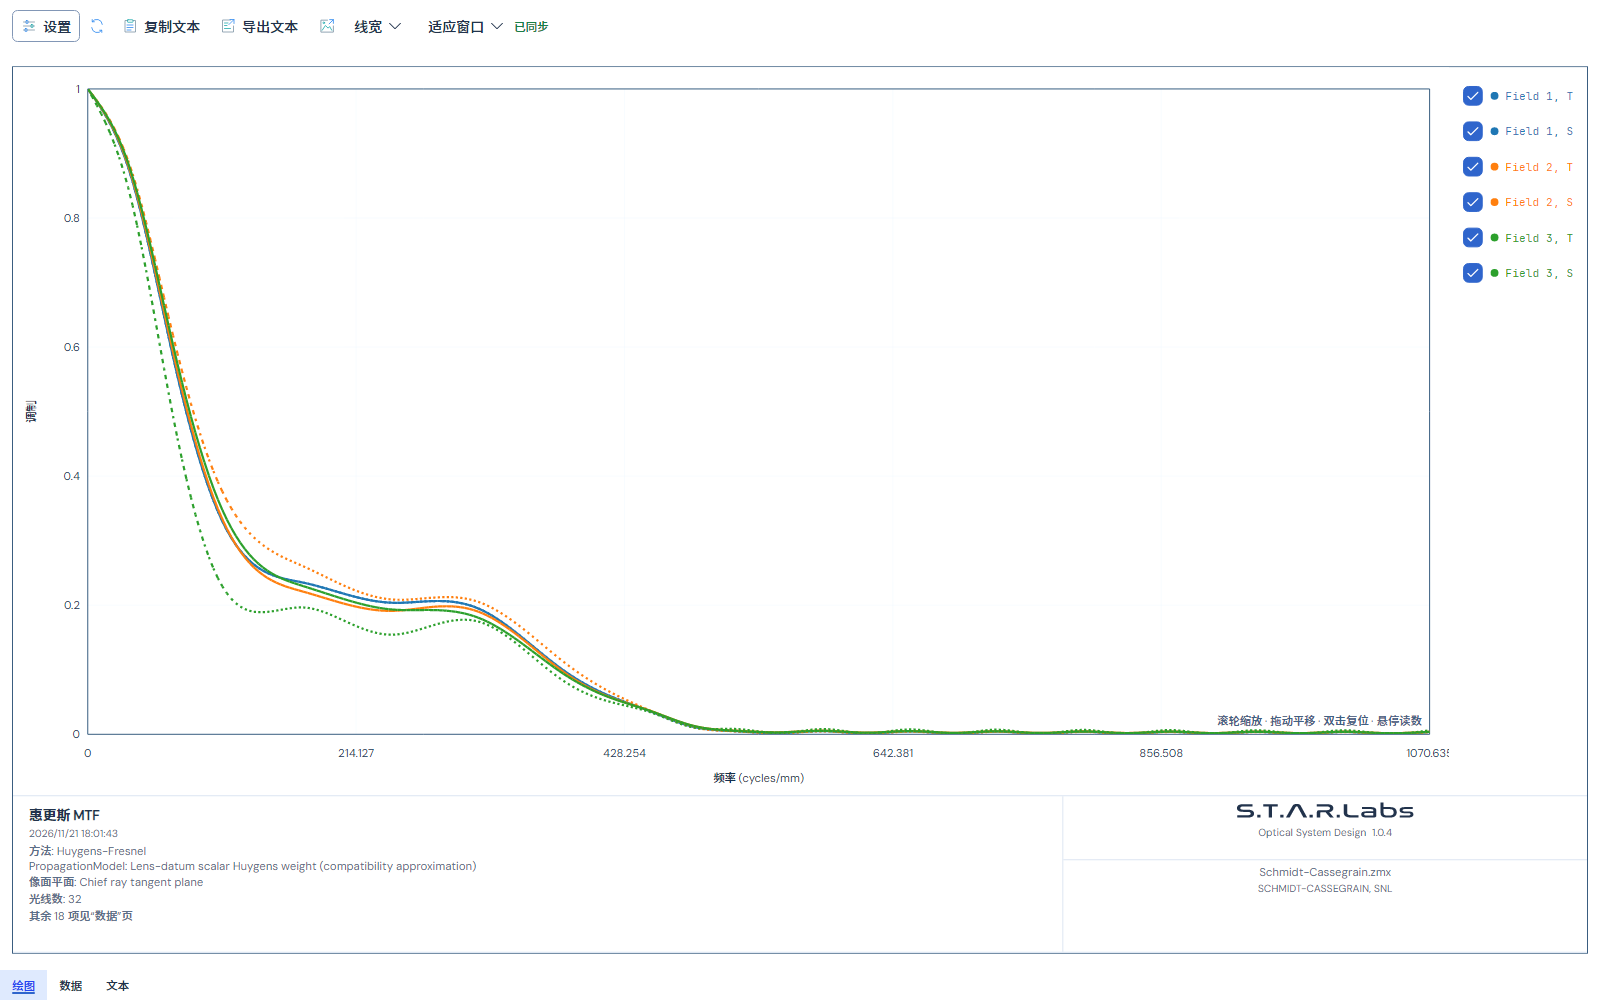 设置 复制文本 导出文本 线宽 适应窗口 已同步
1
0.8
0.6
0.4
0.2
0
调制
0 214.127 428.254 642.381 856.508 1070.635
频率 (cycles/mm)
滚轮缩放 · 拖动平移 · 双击复位 · 悬停读数
Field 1, T
Field 1, S
Field 2, T
Field 2, S
Field 3, T
Field 3, S
惠更斯 MTF
2026/11/21 18:01:43
方法: Huygens-Fresnel
PropagationModel: Lens-datum scalar Huygens weight (compatibility approximation)
像面平面: Chief ray tangent plane
光线数: 32
其余 18 项见“数据”页
S.T.A.R.Labs
Optical System Design 1.0.4
Schmidt-Cassegrain.zmx
SCHMIDT-CASSEGRAIN, SNL
绘图 数据 文本